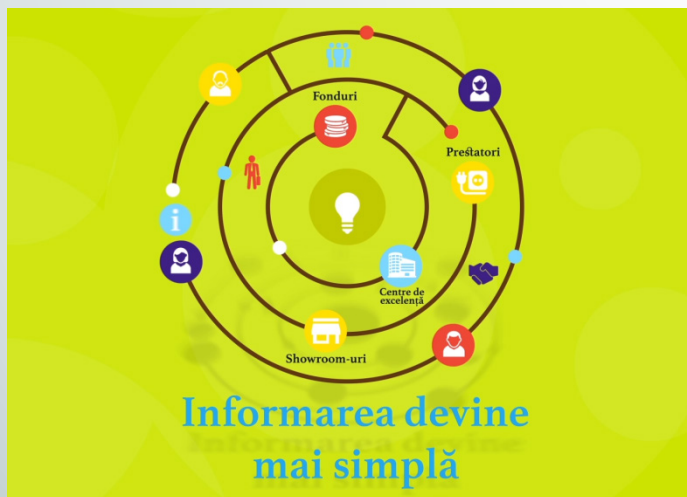 Fonduri
Prestatori
Centre de
excelență
Showroom-uri
Informarea devine
mai simplă